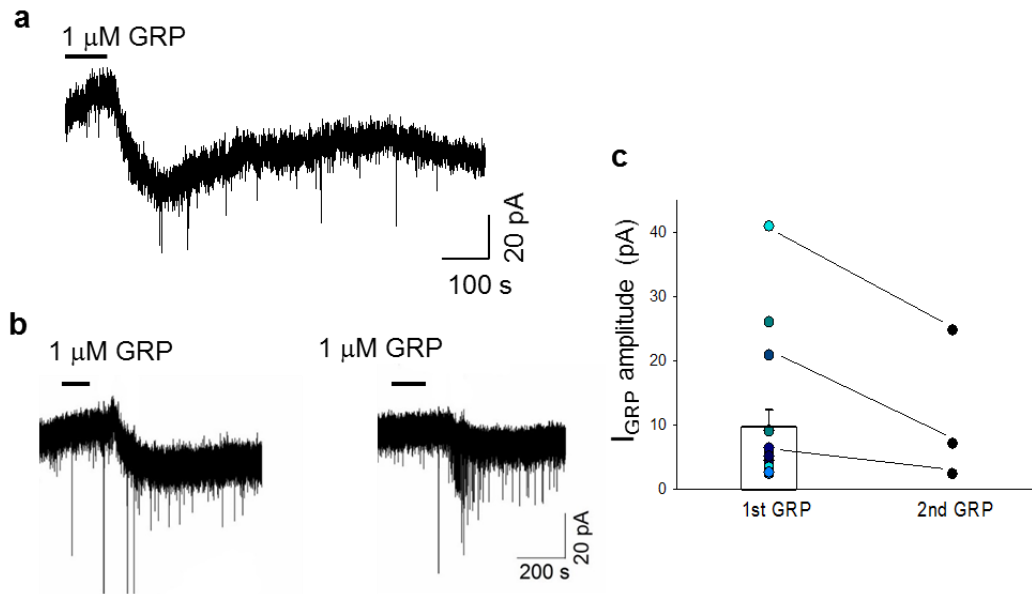 a
1 μM GRP
20 pA
100 s
b
1 μM GRP
1 μM GRP
20 pA
200 s
c
I_GRP amplitude (pA)
40
30
20
10
0
1st GRP
2nd GRP